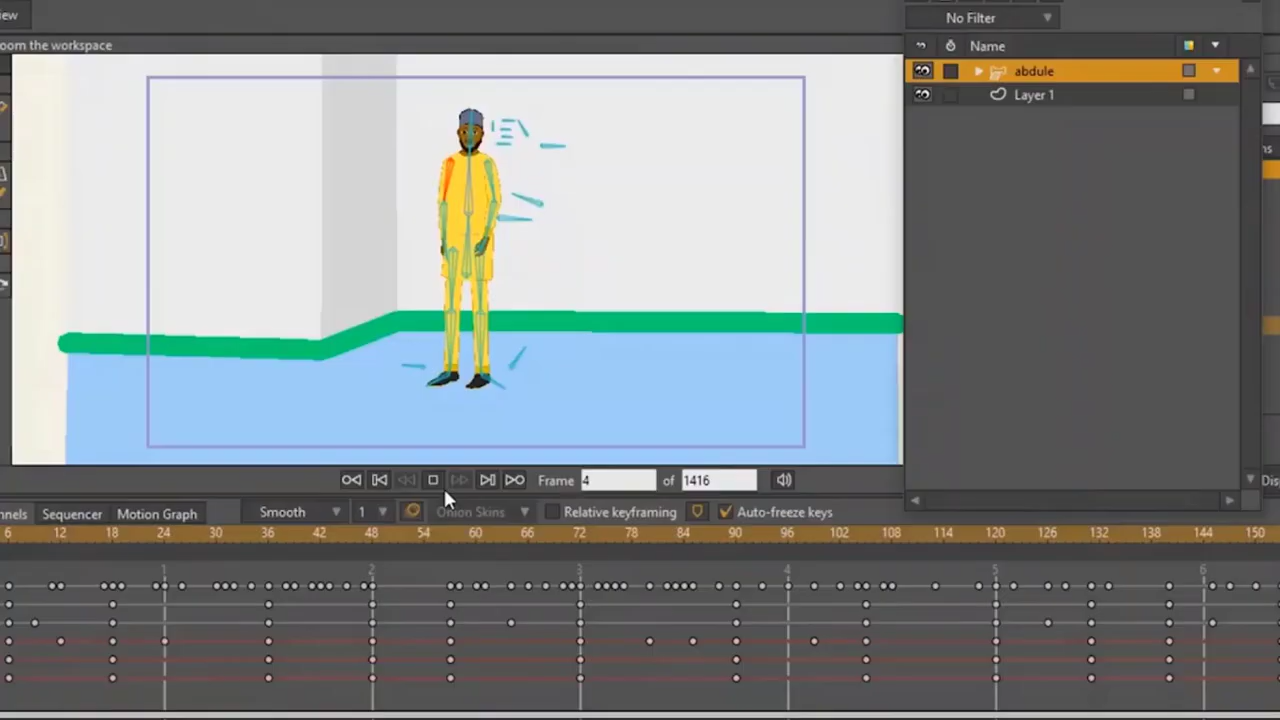 iew
No Filter
oom the workspace
Name
abdule
Layer 1
ns
Frame 4 of 1416
Dis
nnels Sequencer Motion Graph Smooth 1 Onion Skins Relative keyframing Auto-freeze keys
6 12 18 24 30 36 42 48 54 60 66 72 78 84 90 96 102 108 114 120 126 132 138 144 150
1 2 3 4 5 6